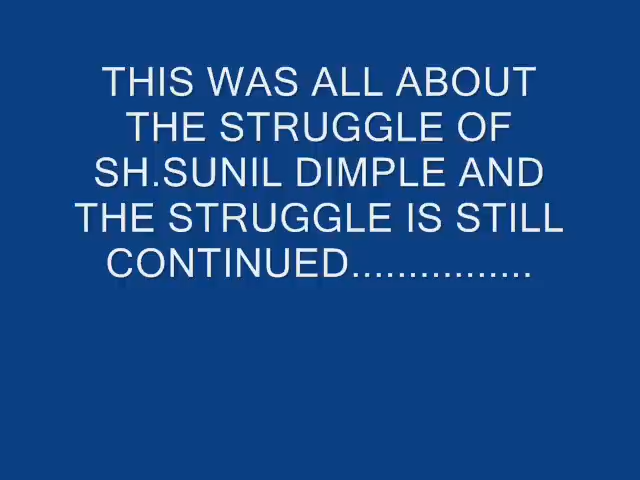 THIS WAS ALL ABOUT
THE STRUGGLE OF
SH.SUNIL DIMPLE AND
THE STRUGGLE IS STILL
CONTINUED................